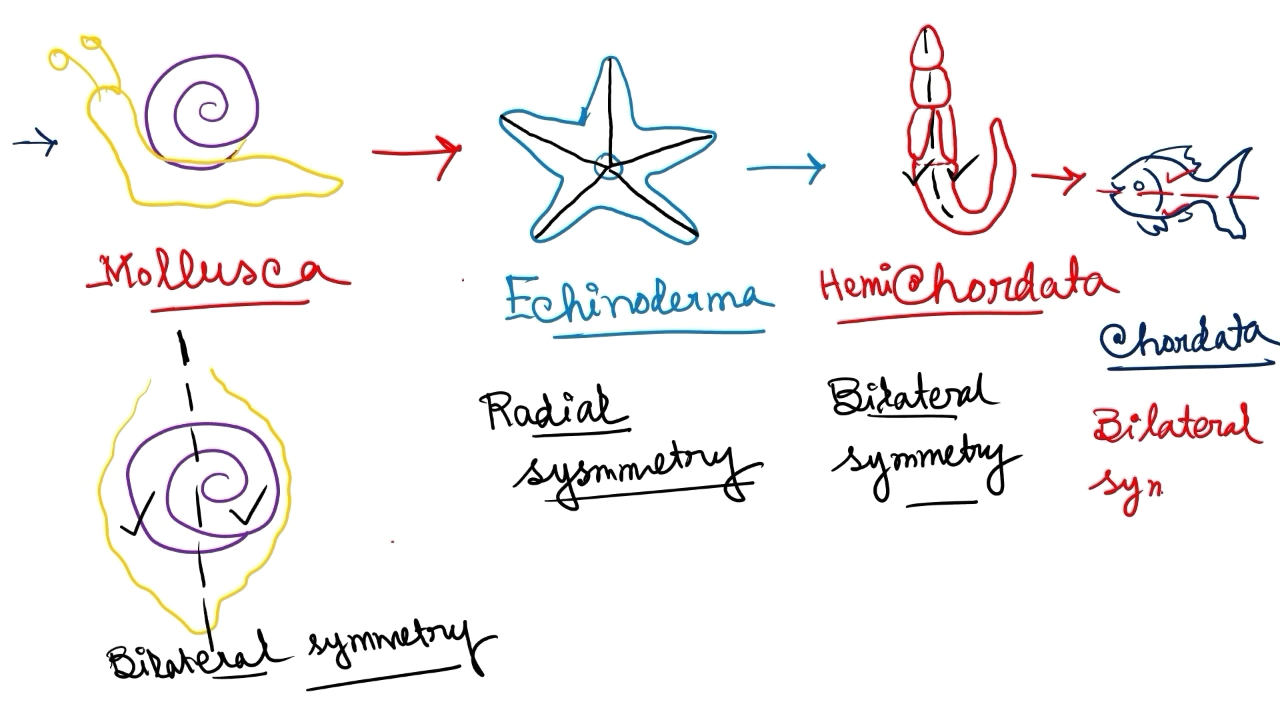 Mollusca
Echinoderma
HemiChordata
Chordata
Radial
sysmmetry
Bilateral
symmetry
Bilateral
syn
Bilateral symmetry